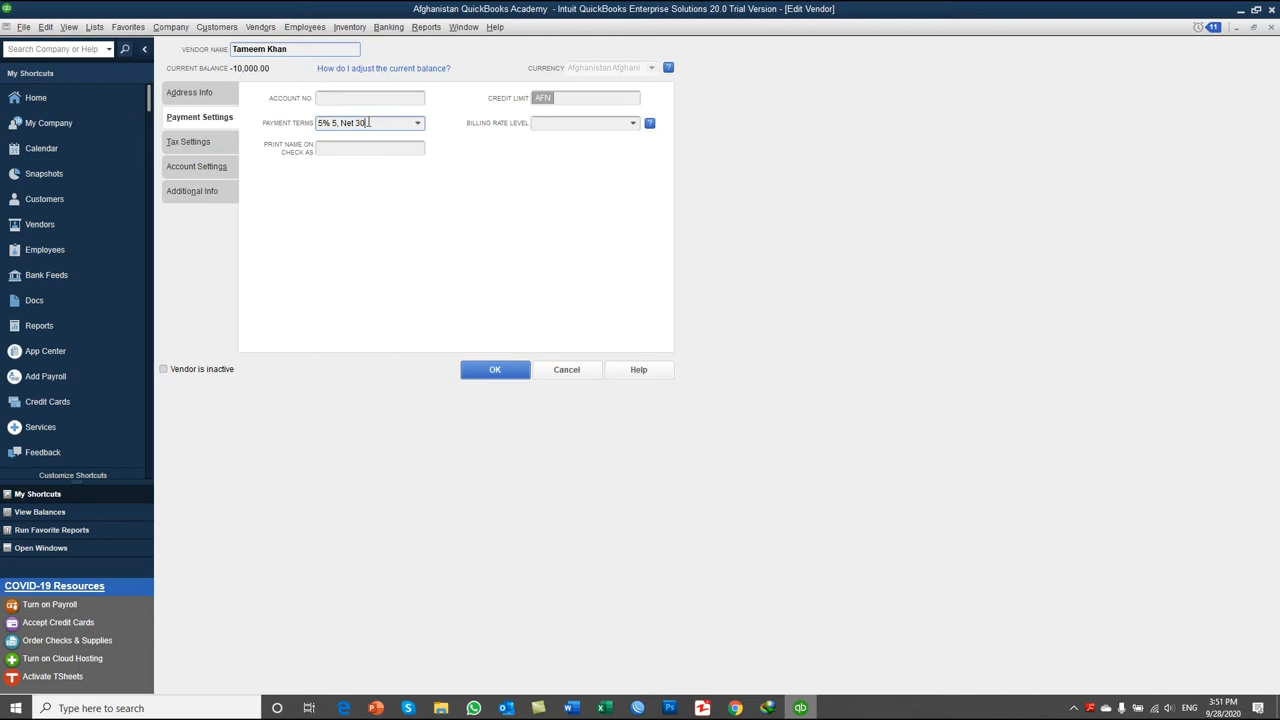 Afghanistan QuickBooks Academy - Intuit QuickBooks Enterprise Solutions 20.0 Trial Version - [Edit Vendor]
File Edit View Lists Favorites Company Customers Vendors Employees Inventory Banking Reports Window Help
11
Search Company or Help
My Shortcuts
Home
My Company
Calendar
Snapshots
Customers
Vendors
Employees
Bank Feeds
Docs
Reports
App Center
Add Payroll
Credit Cards
Services
Feedback
Customize Shortcuts
My Shortcuts
View Balances
Run Favorite Reports
Open Windows
COVID-19 Resources
Turn on Payroll
Accept Credit Cards
Order Checks & Supplies
Turn on Cloud Hosting
Activate TSheets
VENDOR NAME Tameem Khan
CURRENT BALANCE -10,000.00 How do I adjust the current balance? CURRENCY Afghanistan Afghani ?
Address Info
Payment Settings
Tax Settings
Account Settings
Additional Info
ACCOUNT NO. CREDIT LIMIT AFN
PAYMENT TERMS 5% 5, Net 30 BILLING RATE LEVEL ?
PRINT NAME ON
CHECK AS
Vendor is inactive OK Cancel Help
Type here to search
3:51 PM
9/28/2020